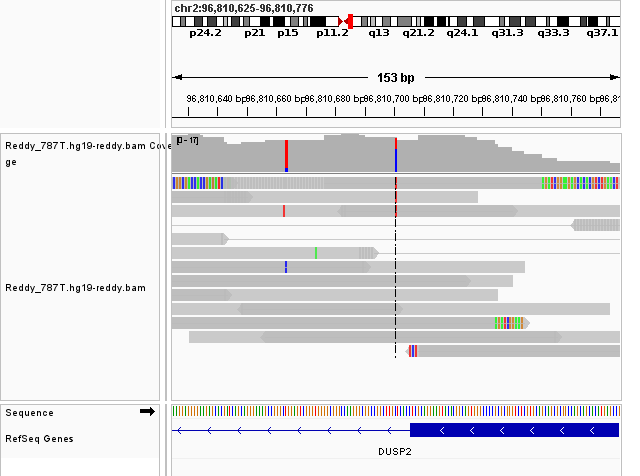 chr2:96,810,625-96,810,776
p24.2 p21 p15 p11.2 q13 q21.2 q24.1 q31.3 q33.3 q37.1
153 bp
96,810,640 bp 96,810,660 bp 96,810,680 bp 96,810,700 bp 96,810,720 bp 96,810,740 bp 96,810,760 bp 96,81
[0 - 17]
Reddy_787T.hg19-reddy.bam Cove
ge
Reddy_787T.hg19-reddy.bam
Sequence
RefSeq Genes
DUSP2